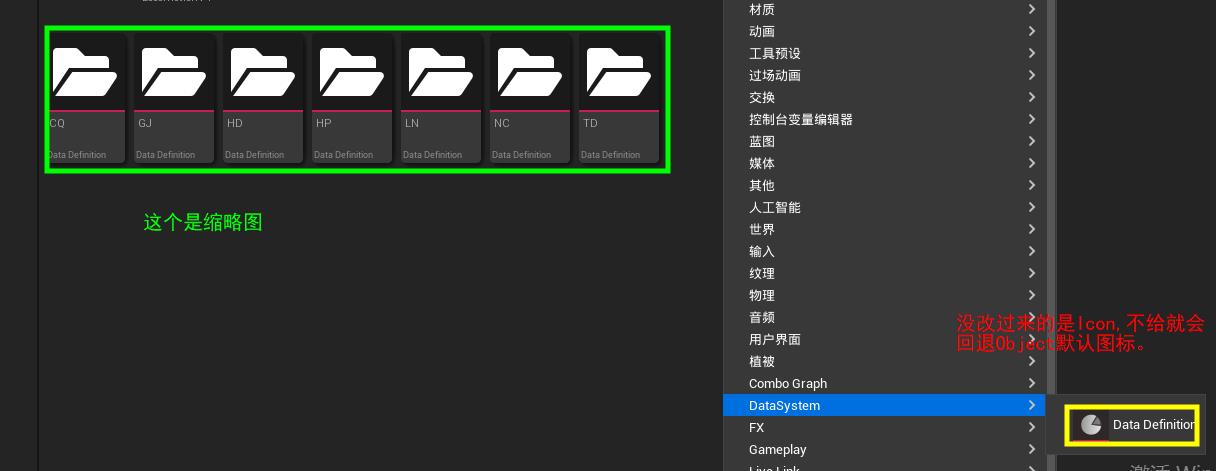 CQ
GJ
HD
HP
LN
NC
TD
Data Definition
Data Definition
Data Definition
Data Definition
Data Definition
Data Definition
Data Definition
这个是缩略图
材质
动画
工具预设
过场动画
交换
控制台变量编辑器
蓝图
媒体
其他
人工智能
世界
输入
纹理
物理
音频
用户界面
植被
Combo Graph
DataSystem
FX
Gameplay
Live Link
没改过来的是Icon,不给就会
回退Object默认图标。
Data Definition
激活 Win